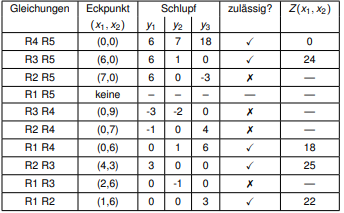 Gleichungen Eckpunkt Schlupf zulässig? Z(x₁, x₂)
(x₁, x₂) y₁ y₂ y₃
R4 R5 (0,0) 6 7 18 ✓ 0
R3 R5 (6,0) 6 1 0 ✓ 24
R2 R5 (7,0) 6 0 -3 ✗ —
R1 R5 keine – – – — —
R3 R4 (0,9) -3 -2 0 ✗ —
R2 R4 (0,7) -1 0 4 ✗ —
R1 R4 (0,6) 0 1 6 ✓ 18
R2 R3 (4,3) 3 0 0 ✓ 25
R1 R3 (2,6) 0 -1 0 ✗ —
R1 R2 (1,6) 0 0 3 ✓ 22